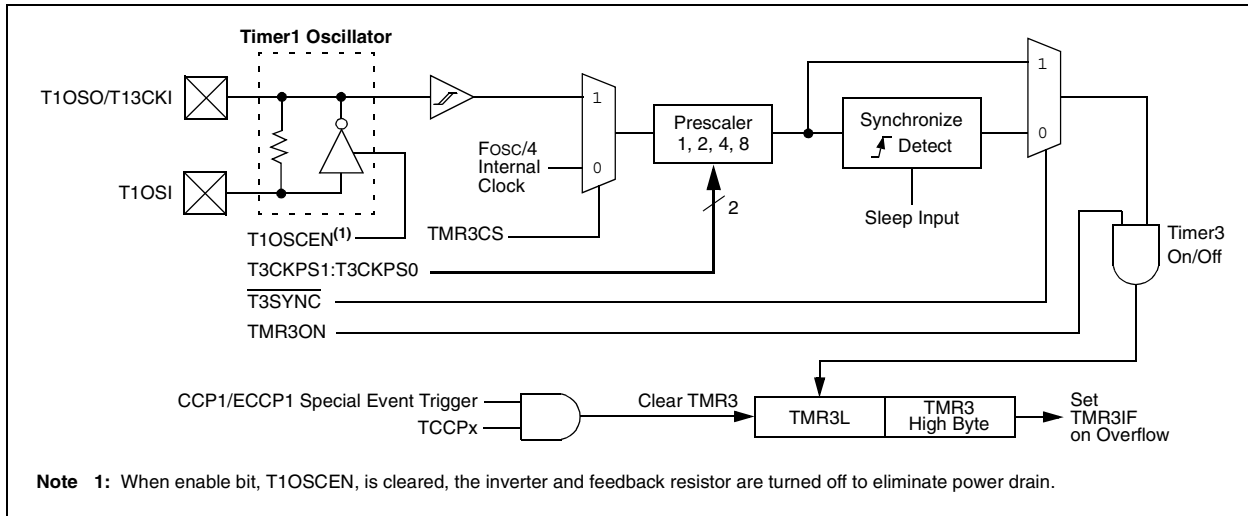 Timer1 Oscillator
T1OSO/T13CKI
T1OSI
T1OSCEN(1)
1
0
FOSC/4
Internal
Clock
TMR3CS
Prescaler
1, 2, 4, 8
2
Synchronize
Detect
Sleep Input
1
0
Timer3
On/Off
T3CKPS1:T3CKPS0
T3SYNC
TMR3ON
CCP1/ECCP1 Special Event Trigger
TCCPx
Clear TMR3
TMR3L
TMR3
High Byte
Set
TMR3IF
on Overflow
Note 1: When enable bit, T1OSCEN, is cleared, the inverter and feedback resistor are turned off to eliminate power drain.